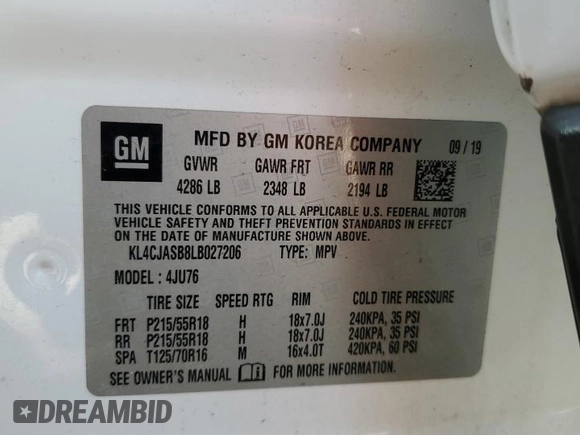 GM MFD BY GM KOREA COMPANY 09 / 19
GVWR GAWR FRT GAWR RR
4286 LB 2348 LB 2194 LB
THIS VEHICLE CONFORMS TO ALL APPLICABLE U.S. FEDERAL MOTOR
VEHICLE SAFETY AND THEFT PREVENTION STANDARDS IN EFFECT ON THE
DATE OF MANUFACTURE SHOWN ABOVE.
KL4CJASB8LB027206 TYPE: MPV
MODEL : 4JU76
TIRE SIZE SPEED RTG RIM COLD TIRE PRESSURE
FRT P215/55R18 H 18x7.0J 240KPA, 35 PSI
RR P215/55R18 H 18x7.0J 240KPA, 35 PSI
SPA T125/70R16 M 16x4.0T 420KPA, 60 PSI
SEE OWNER'S MANUAL i FOR MORE INFORMATION.
DREAMBID